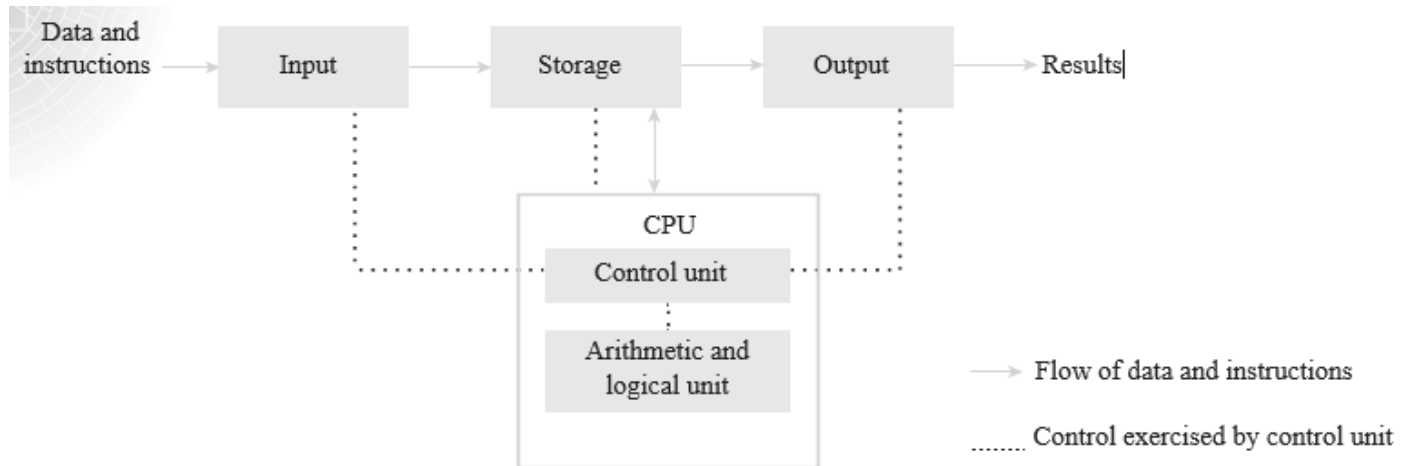 Data and
instructions
Input
Storage
Output
Results
CPU
Control unit
Arithmetic and
logical unit
Flow of data and instructions
Control exercised by control unit